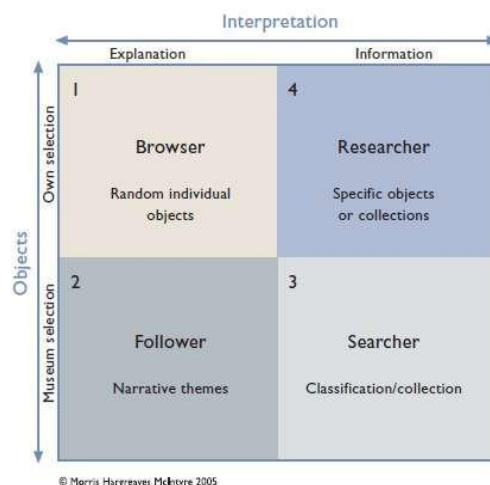 Interpretation
Explanation
Information
Objects
Own selection
Museum selection
1
Browser
Random individual
objects
4
Researcher
Specific objects
or collections
2
Follower
Narrative themes
3
Searcher
Classification/collection
© Morris Hargreaves McIntyre 2005